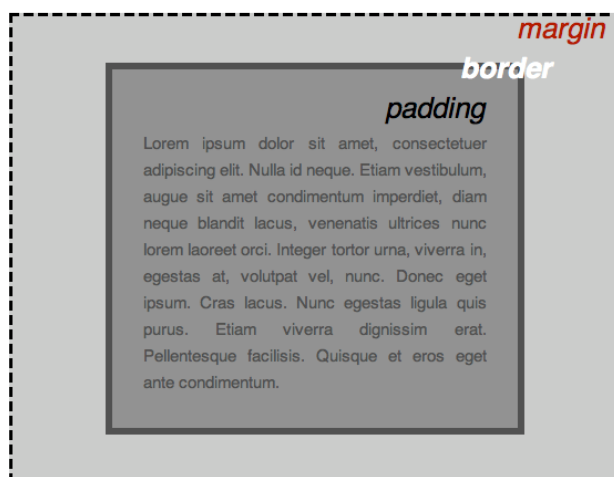 margin
border
padding
Lorem ipsum dolor sit amet, consectetuer
adipiscing elit. Nulla id neque. Etiam vestibulum,
augue sit amet condimentum imperdiet, diam
neque blandit lacus, venenatis ultrices nunc
lorem laoreet orci. Integer tortor urna, viverra in,
egestas at, volutpat vel, nunc. Donec eget
ipsum. Cras lacus. Nunc egestas ligula quis
purus. Etiam viverra dignissim erat.
Pellentesque facilisis. Quisque et eros eget
ante condimentum.